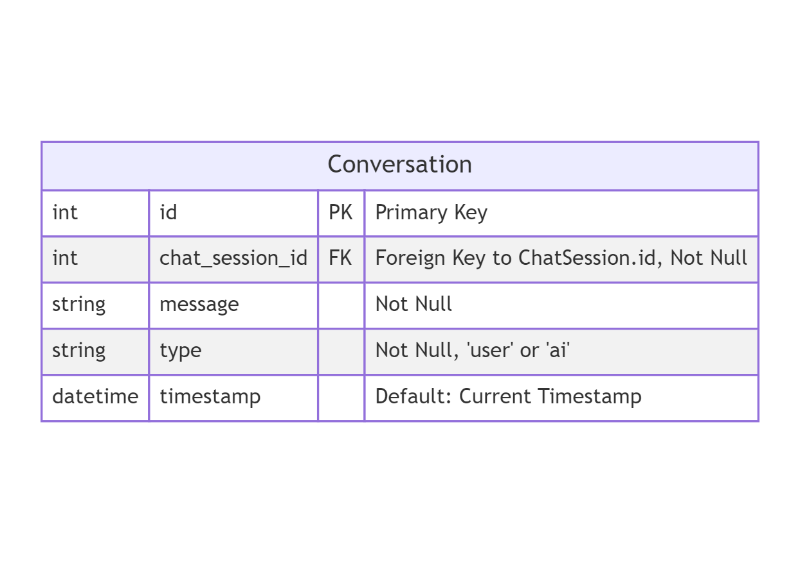 Conversation
int id PK Primary Key
int chat_session_id FK Foreign Key to ChatSession.id, Not Null
string message Not Null
string type Not Null, 'user' or 'ai'
datetime timestamp Default: Current Timestamp